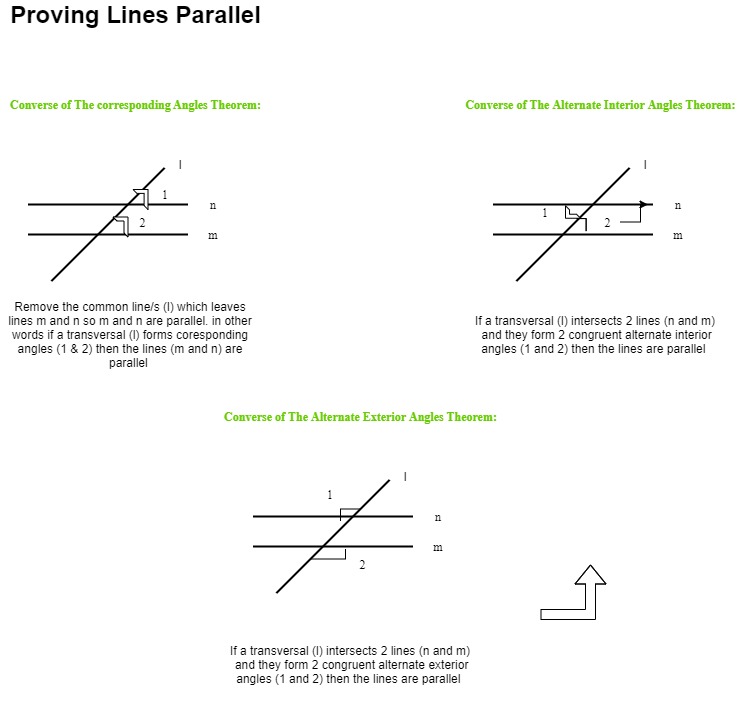 Proving Lines Parallel
Converse of The corresponding Angles Theorem:
l
1
n
2
m
Remove the common line/s (l) which leaves
lines m and n so m and n are parallel. in other
words if a transversal (l) forms coresponding
angles (1 & 2) then the lines (m and n) are
parallel
Converse of The Alternate Interior Angles Theorem:
l
n
1
2
m
If a transversal (l) intersects 2 lines (n and m)
and they form 2 congruent alternate interior
angles (1 and 2) then the lines are parallel
Converse of The Alternate Exterior Angles Theorem:
l
1
n
m
2
If a transversal (l) intersects 2 lines (n and m)
and they form 2 congruent alternate exterior
angles (1 and 2) then the lines are parallel